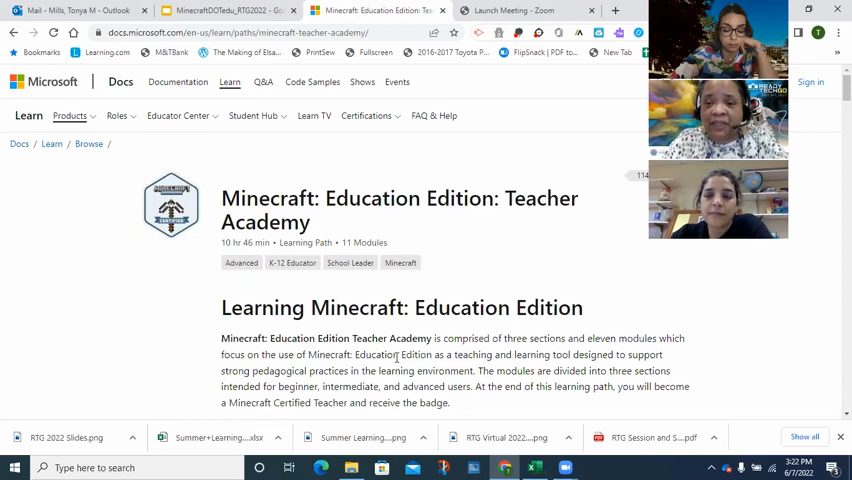 Mail - Mills, Tonya M - Outlook
MinecraftDOTedu_RTG2022 - Go
Minecraft: Education Edition: Tea
Launch Meeting - Zoom
docs.microsoft.com/en-us/learn/paths/minecraft-teacher-academy/
Bookmarks
Learning.com
M&TBank
The Making of Elsa...
PrintSew
Fullscreen
2016-2017 Toyota P...
FlipSnack | PDF to...
New Tab
Microsoft
Docs
Documentation
Learn
Q&A
Code Samples
Shows
Events
Sign in
READY
TECH GO
Learn
Products
Roles
Educator Center
Student Hub
Learn TV
Certifications
FAQ & Help
Docs / Learn / Browse /
114
MINECRAFT
CERTIFIED
Minecraft: Education Edition: Teacher
Academy
10 hr 46 min • Learning Path • 11 Modules
Advanced
K-12 Educator
School Leader
Minecraft
Learning Minecraft: Education Edition
Minecraft: Education Edition Teacher Academy is comprised of three sections and eleven modules which
focus on the use of Minecraft: Education Edition as a teaching and learning tool designed to support
strong pedagogical practices in the learning environment. The modules are divided into three sections
intended for beginner, intermediate, and advanced users. At the end of this learning path, you will become
a Minecraft Certified Teacher and receive the badge.
RTG 2022 Slides.png
Summer+Learning....xlsx
Summer Learning....png
RTG Virtual 2022....png
RTG Session and S....pdf
Show all
Type here to search
3:22 PM
6/7/2022
3